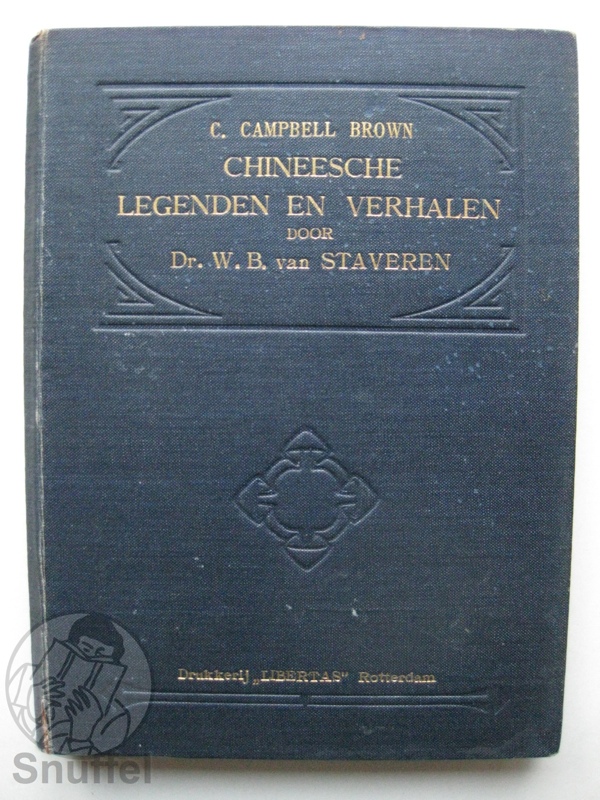 C. CAMPBELL BROWN
CHINEESCHE
LEGENDEN EN VERHALEN
DOOR
Dr. W. B. van STAVEREN
Drukkerij „LIBERTAS" Rotterdam
Snuffel